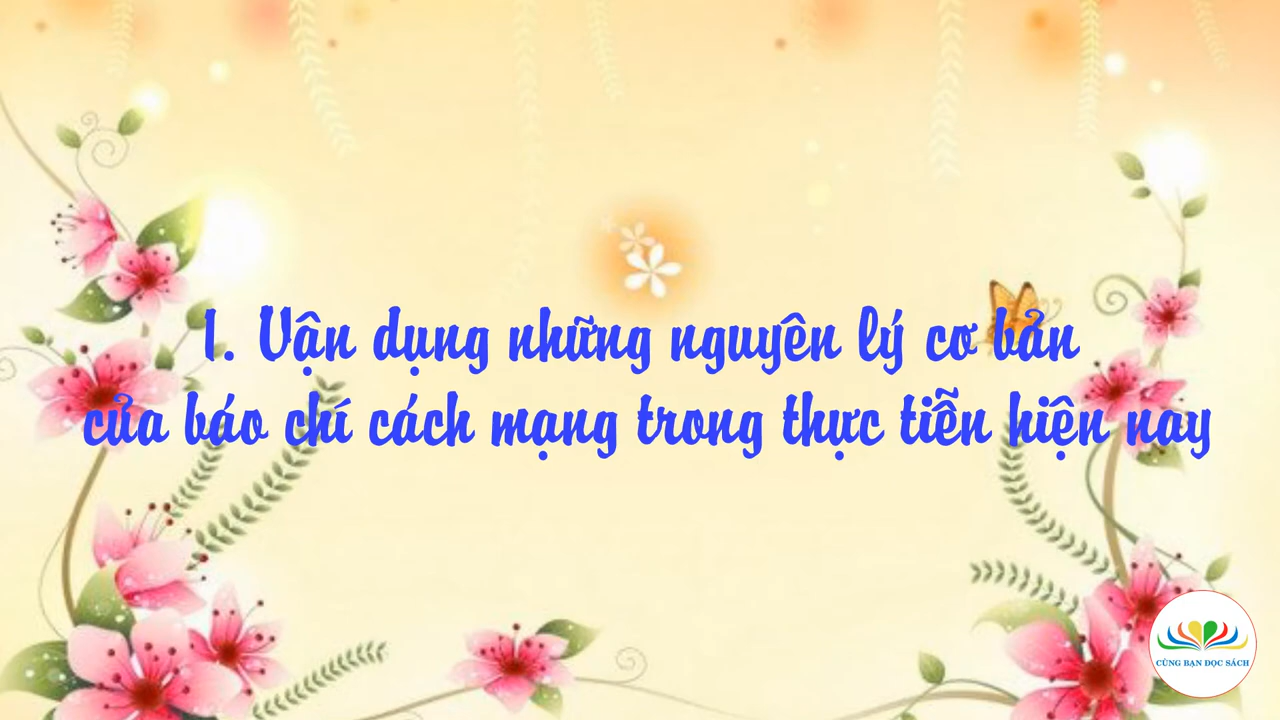 1. Vận dụng những nguyên lý cơ bản
của báo chí cách mạng trong thực tiễn hiện nay
CÙNG BẠN ĐỌC SÁCH